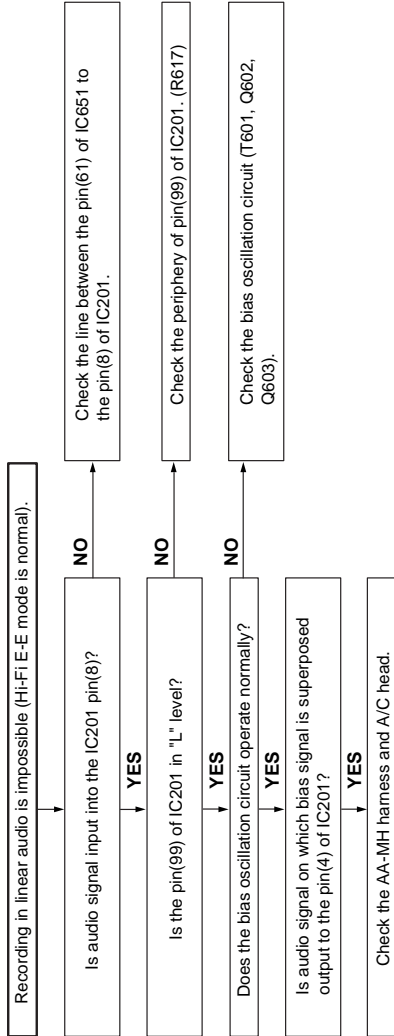 Recording in linear audio is impossible (Hi-Fi E-E mode is normal).
Is audio signal input into the IC201 pin(8)?
NO
Check the line between the pin(61) of IC651 to
the pin(8) of IC201.
YES
Is the pin(99) of IC201 in "L" level?
NO
Check the periphery of pin(99) of IC201. (R617)
YES
Does the bias oscillation circuit operate normally?
NO
Check the bias oscillation circuit (T601, Q602,
Q603).
YES
Is audio signal on which bias signal is superposed
output to the pin(4) of IC201?
YES
Check the AA-MH harness and A/C head.